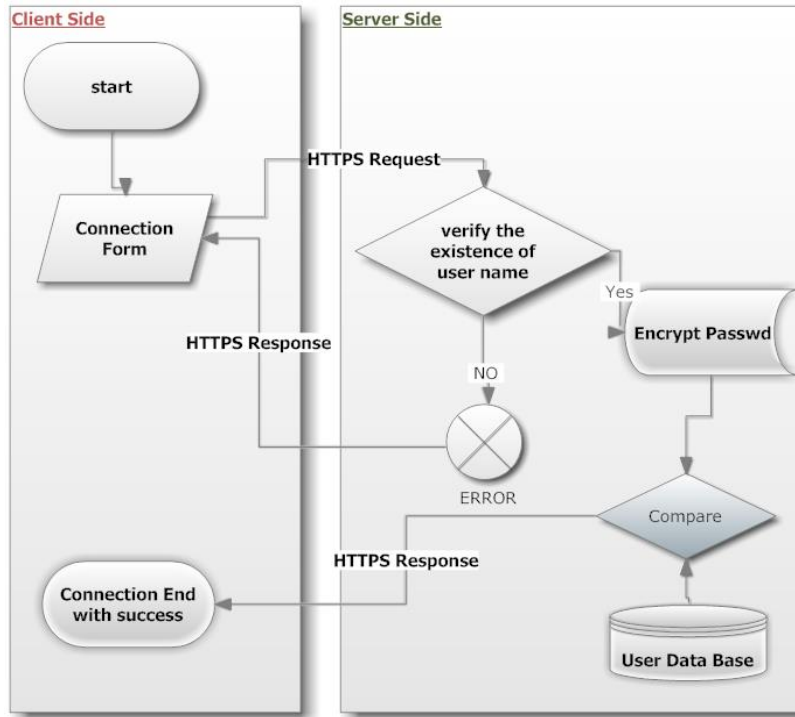 Client Side
Server Side
start
HTTPS Request
Connection
Form
verify the
existence of
user name
Yes
Encrypt Passwd
HTTPS Response
NO
ERROR
Compare
HTTPS Response
Connection End
with success
User Data Base